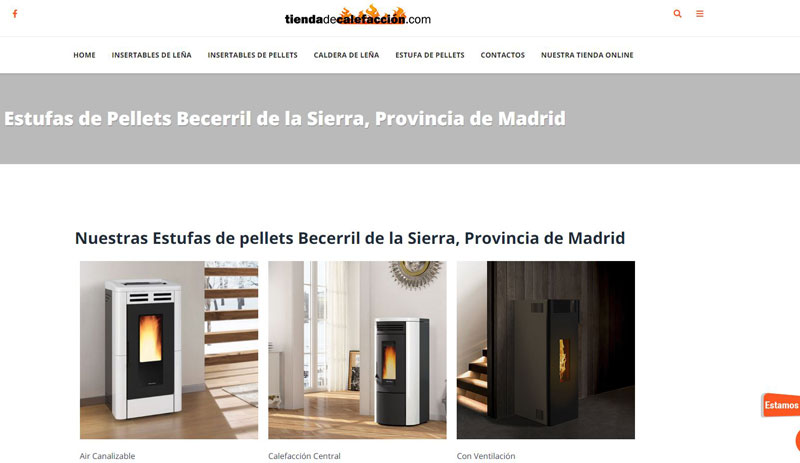 tiendadecalefacción.com
HOME INSERTABLES DE LEÑA INSERTABLES DE PELLETS CALDERA DE LEÑA ESTUFA DE PELLETS CONTACTOS NUESTRA TIENDA ONLINE
Estufas de Pellets Becerril de la Sierra, Provincia de Madrid
Nuestras Estufas de pellets Becerril de la Sierra, Provincia de Madrid
Estamos
Air Canalizable Calefacción Central Con Ventilación